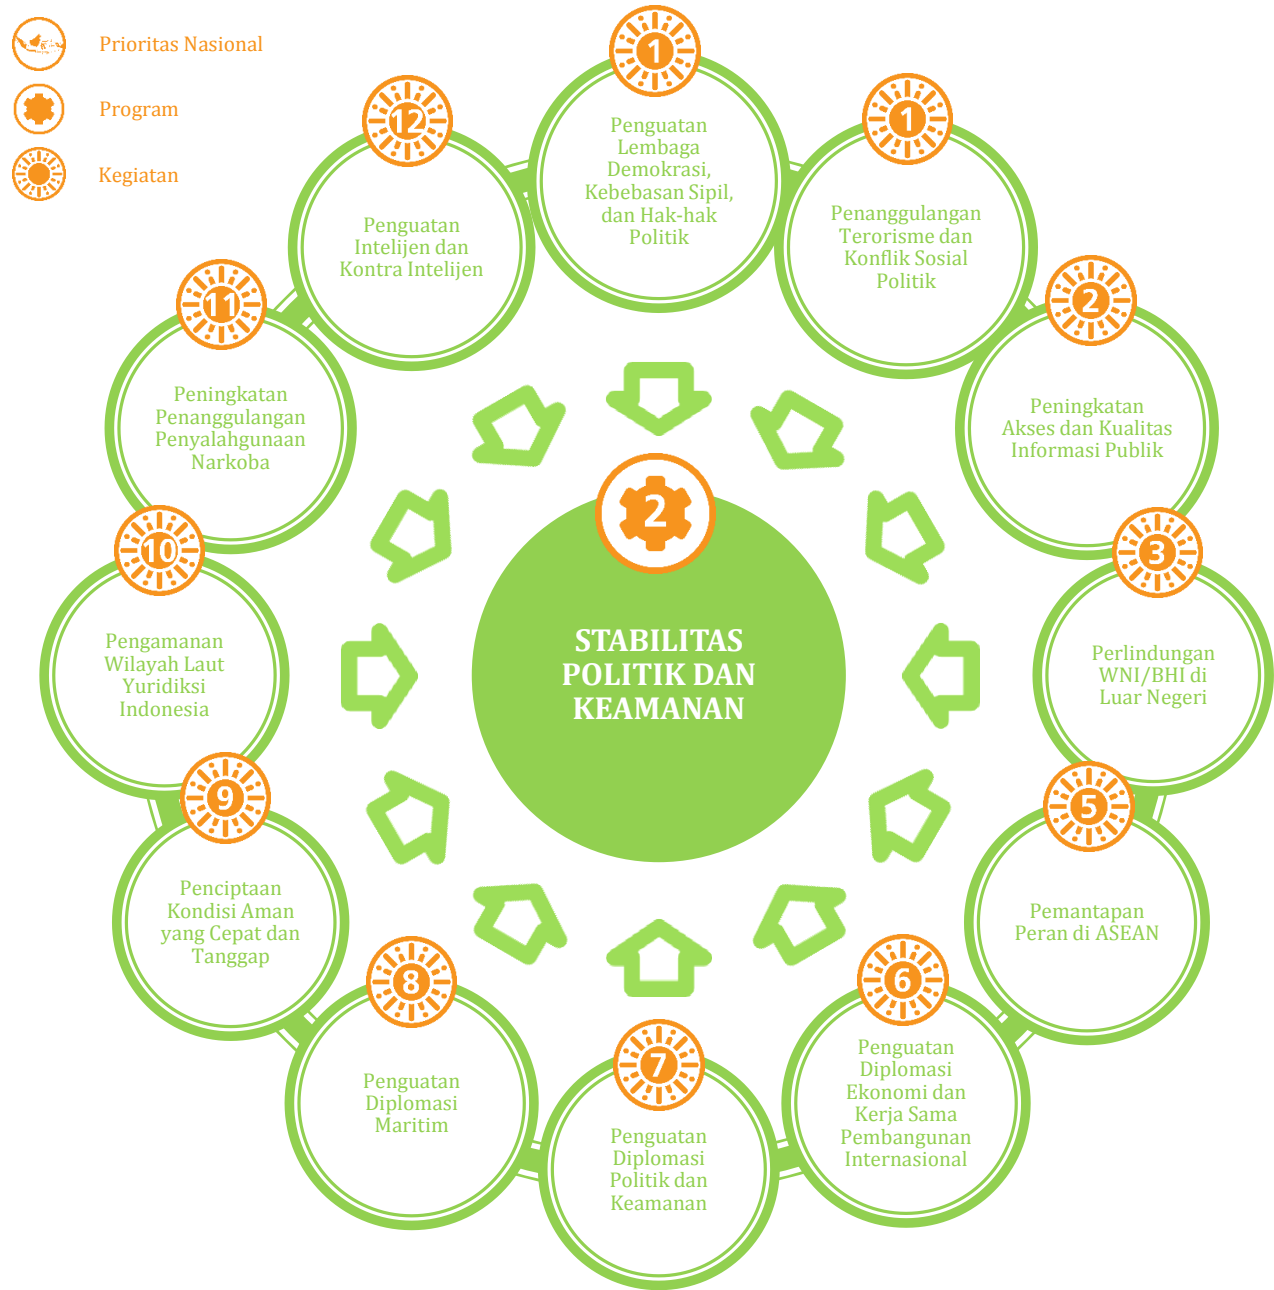 Prioritas Nasional
Program
Kegiatan
1
Penguatan
Lembaga
Demokrasi,
Kebebasan Sipil,
dan Hak-hak
Politik
1
Penanggulangan
Terorisme dan
Konflik Sosial
Politik
2
Peningkatan
Akses dan Kualitas
Informasi Publik
3
Perlindungan
WNI/BHI di
Luar Negeri
5
Pemantapan
Peran di ASEAN
6
Penguatan
Diplomasi
Ekonomi dan
Kerja Sama
Pembangunan
Internasional
7
Penguatan
Diplomasi
Politik dan
Keamanan
8
Penguatan
Diplomasi
Maritim
9
Penciptaan
Kondisi Aman
yang Cepat dan
Tanggap
10
Pengamanan
Wilayah Laut
Yuridiksi
Indonesia
11
Peningkatan
Penanggulangan
Penyalahgunaan
Narkoba
12
Penguatan
Intelijen dan
Kontra Intelijen
2
STABILITAS
POLITIK DAN
KEAMANAN